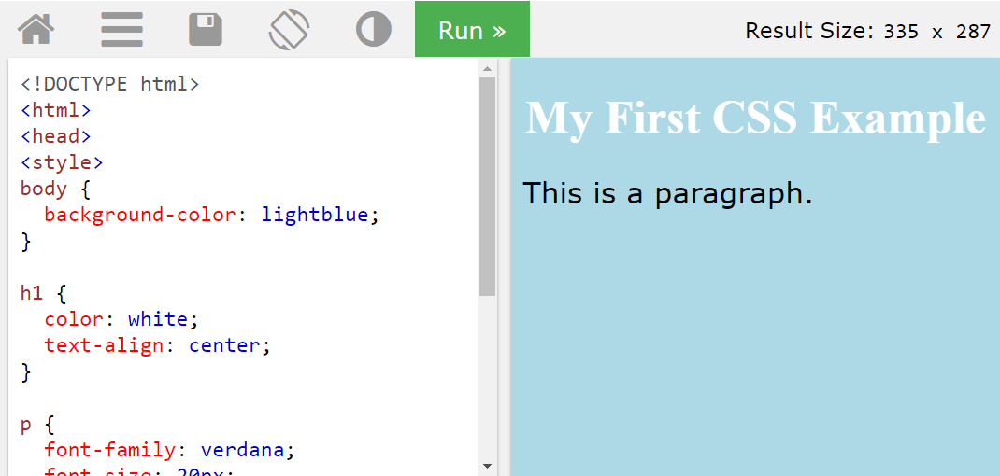 Run »
Result Size: 335 x 287
<!DOCTYPE html>
<html>
<head>
<style>
body {
  background-color: lightblue;
}

h1 {
  color: white;
  text-align: center;
}

p {
  font-family: verdana;
  font-size: 20px;
My First CSS Example
This is a paragraph.